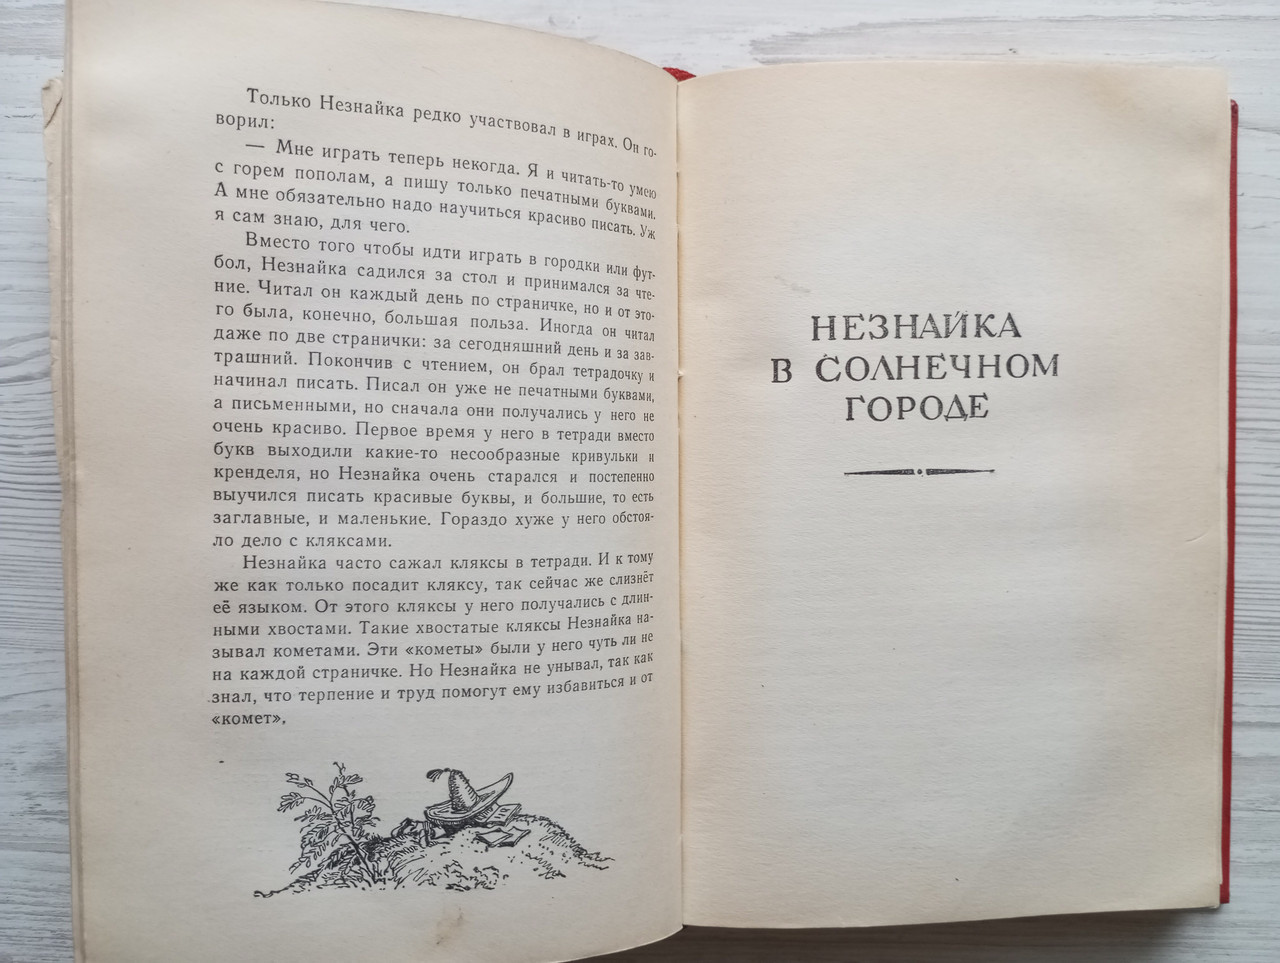 Только Незнайка редко участвовал в играх. Он го-
ворил:
— Мне играть теперь некогда. Я и читать-то умею
с горем пополам, а пишу только печатными буквами.
А мне обязательно надо научиться красиво писать. Уж
я сам знаю, для чего.
Вместо того чтобы идти играть в городки или фут-
бол, Незнайка садился за стол и принимался за чте-
ние. Читал он каждый день по страничке, но и от это-
го была, конечно, большая польза. Иногда он читал
даже по две странички: за сегодняшний день и за зав-
трашний. Покончив с чтением, он брал тетрадочку и
начинал писать. Писал он уже не печатными буквами,
а письменными, но сначала они получались у него не
очень красиво. Первое время у него в тетради вместо
букв выходили какие-то несообразные кривульки и
кренделя, но Незнайка очень старался и постепенно
выучился писать красивые буквы, и большие, то есть
заглавные, и маленькие. Гораздо хуже у него обстоя-
ло дело с кляксами.
Незнайка часто сажал кляксы в тетради. И к тому
же как только посадит кляксу, так сейчас же слизнёт
её языком. От этого кляксы у него получались с длин-
ными хвостами. Такие хвостатые кляксы Незнайка на-
зывал кометами. Эти «кометы» были у него чуть ли не
на каждой страничке. Но Незнайка не унывал, так как
знал, что терпение и труд помогут ему избавиться и от
«комет».
НЕЗНАЙКА
В СОЛНЕЧНОМ
ГОРОДЕ